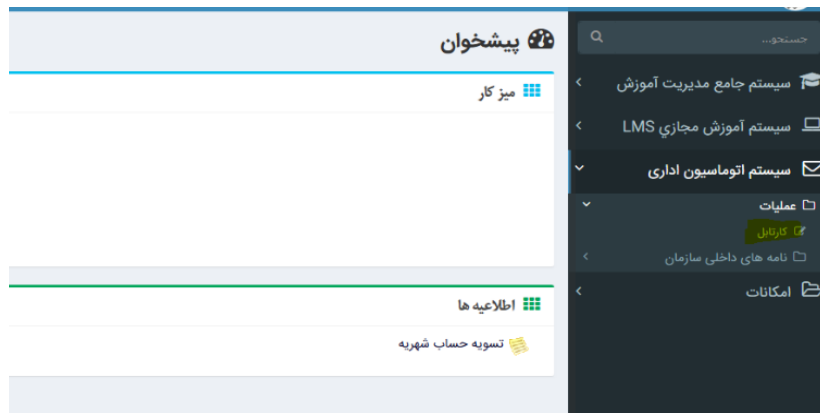 جستجو...
سیستم جامع مدیریت آموزش
سیستم آموزش مجازي LMS
سیستم اتوماسیون اداری
عملیات
کارتابل
نامه های داخلی سازمان
امکانات
پیشخوان
میز کار
اطلاعیه ها
تسویه حساب شهریه